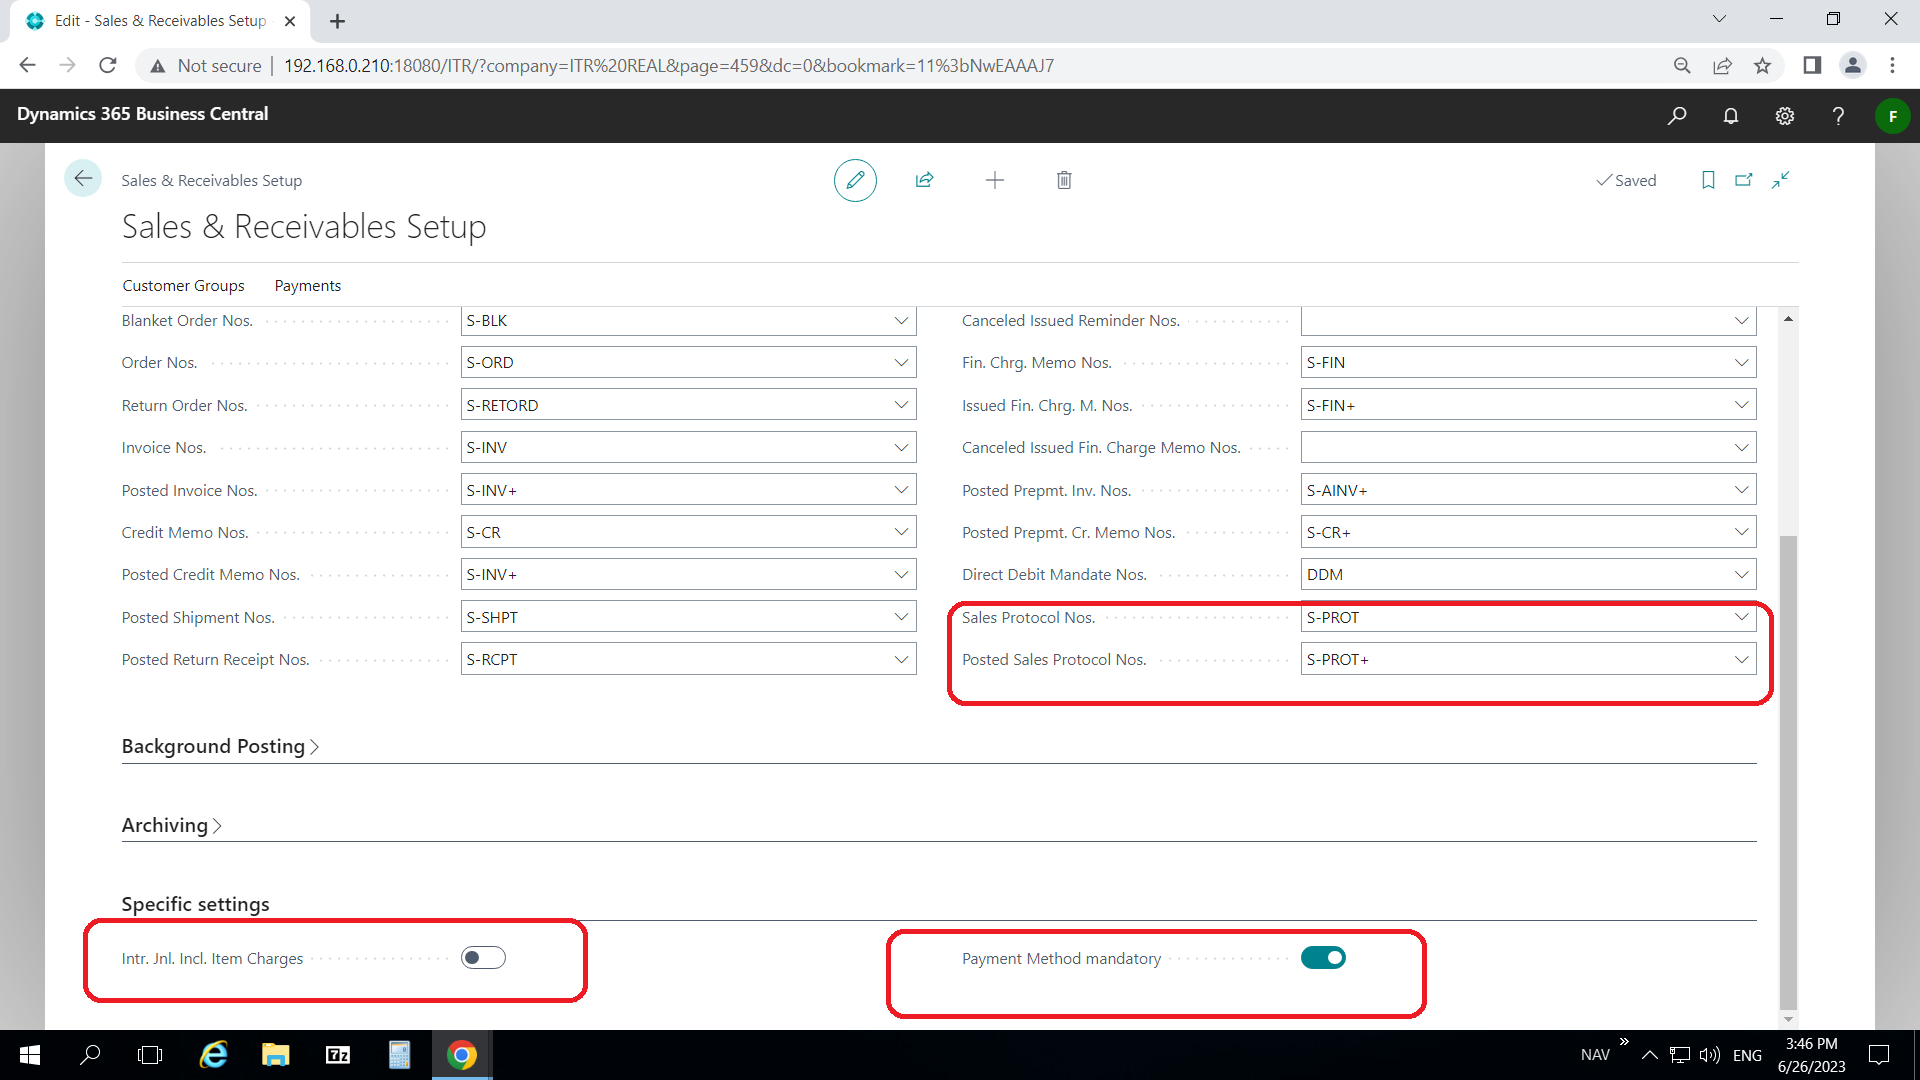 Edit - Sales & Receivables Setup
Not secure | 192.168.0.210:18080/ITR/?company=ITR%20REAL&page=459&dc=0&bookmark=11%3bNwEAAAJ7
Dynamics 365 Business Central
F
Sales & Receivables Setup
Saved
Sales & Receivables Setup
Customer Groups Payments
Blanket Order Nos. S-BLK
Canceled Issued Reminder Nos.
Order Nos. S-ORD
Fin. Chrg. Memo Nos. S-FIN
Return Order Nos. S-RETORD
Issued Fin. Chrg. M. Nos. S-FIN+
Invoice Nos. S-INV
Canceled Issued Fin. Charge Memo Nos.
Posted Invoice Nos. S-INV+
Posted Prepmt. Inv. Nos. S-AINV+
Credit Memo Nos. S-CR
Posted Prepmt. Cr. Memo Nos. S-CR+
Posted Credit Memo Nos. S-INV+
Direct Debit Mandate Nos. DDM
Posted Shipment Nos. S-SHPT
Sales Protocol Nos. S-PROT
Posted Return Receipt Nos. S-RCPT
Posted Sales Protocol Nos. S-PROT+
Background Posting
Archiving
Specific settings
Intr. Jnl. Incl. Item Charges
Payment Method mandatory
7z
NAV
ENG
3:46 PM
6/26/2023